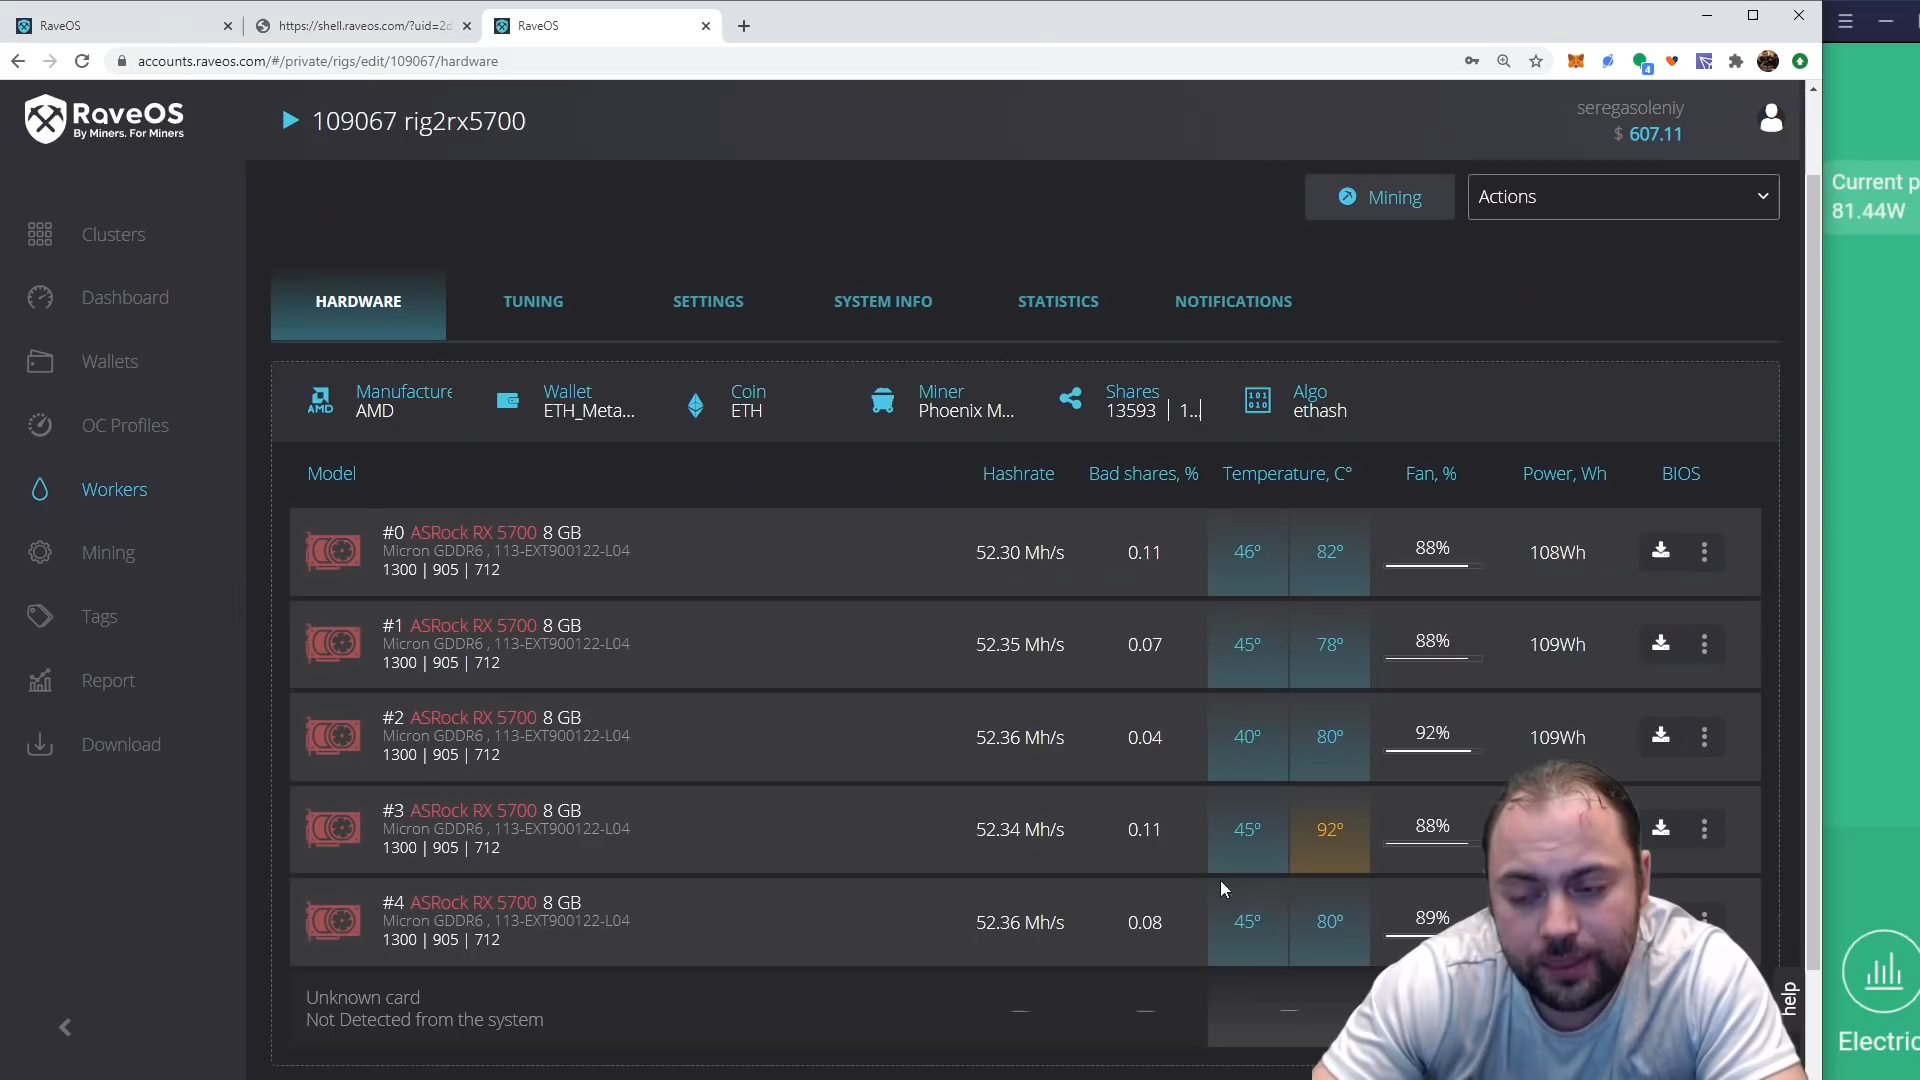 RaveOS
https://shell.raveos.com/?uid=2d
RaveOS
accounts.raveos.com/#/private/rigs/edit/109067/hardware
4
RaveOS
By Miners. For Miners
109067 rig2rx5700
seregasoleniy
$ 607.11
Current p
81.44W
Mining
Actions
Clusters
Dashboard
Wallets
OC Profiles
Workers
Mining
Tags
Report
Download
HARDWARE
TUNING
SETTINGS
SYSTEM INFO
STATISTICS
NOTIFICATIONS
AMD
Manufacture
AMD
Wallet
ETH_Meta...
Coin
ETH
Miner
Phoenix M...
Shares
13593 | 1..
101
010
Algo
ethash
Model Hashrate Bad shares, % Temperature, C° Fan, % Power, Wh BIOS
#0 ASRock RX 5700 8 GB
Micron GDDR6 , 113-EXT900122-L04
1300 | 905 | 712
52.30 Mh/s 0.11 46° 82° 88% 108Wh
#1 ASRock RX 5700 8 GB
Micron GDDR6 , 113-EXT900122-L04
1300 | 905 | 712
52.35 Mh/s 0.07 45° 78° 88% 109Wh
#2 ASRock RX 5700 8 GB
Micron GDDR6 , 113-EXT900122-L04
1300 | 905 | 712
52.36 Mh/s 0.04 40° 80° 92% 109Wh
#3 ASRock RX 5700 8 GB
Micron GDDR6 , 113-EXT900122-L04
1300 | 905 | 712
52.34 Mh/s 0.11 45° 92° 88%
#4 ASRock RX 5700 8 GB
Micron GDDR6 , 113-EXT900122-L04
1300 | 905 | 712
52.36 Mh/s 0.08 45° 80° 89%
Unknown card
Not Detected from the system
help
Electric